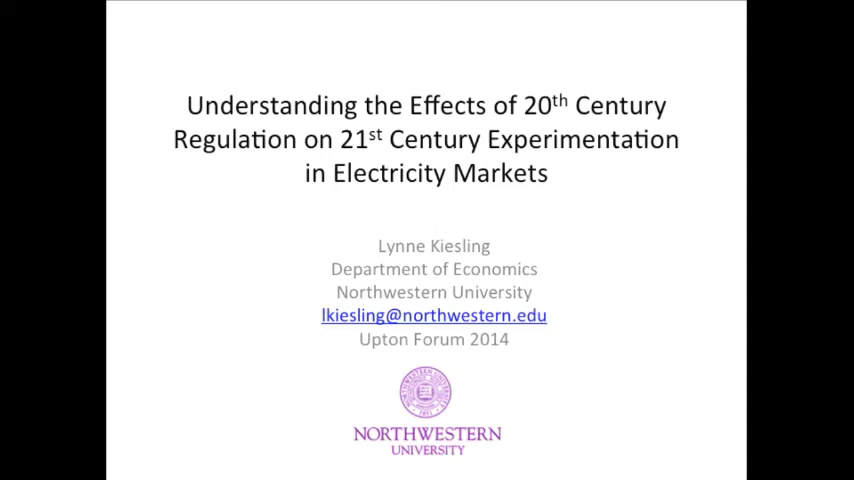 Understanding the Effects of 20th Century
Regulation on 21st Century Experimentation
in Electricity Markets
Lynne Kiesling
Department of Economics
Northwestern University
lkiesling@northwestern.edu
Upton Forum 2014
NORTHWESTERN
UNIVERSITY